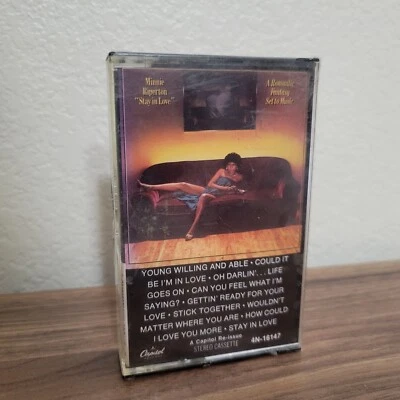 Minnie
Riperton
"Stay in Love"
A Romantic
Fantasy
Set to Music
YOUNG WILLING AND ABLE • COULD IT
BE I'M IN LOVE • OH DARLIN'... LIFE
GOES ON • CAN YOU FEEL WHAT I'M
SAYING? • GETTIN' READY FOR YOUR
LOVE • STICK TOGETHER • WOULDN'T
MATTER WHERE YOU ARE • HOW COULD
I LOVE YOU MORE • STAY IN LOVE
A Capitol Re-issue
Capitol
STEREO CASSETTE
4N-16147